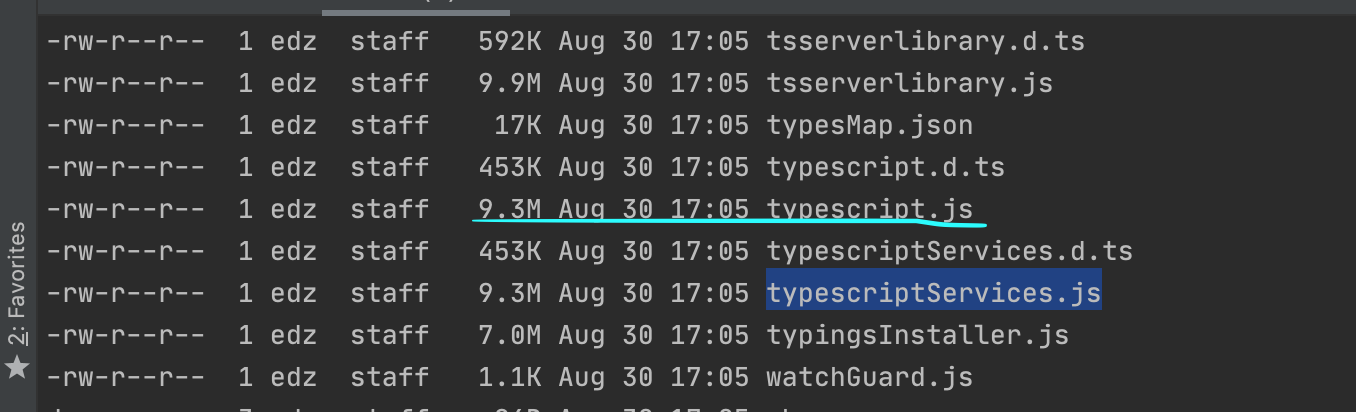 -rw-r--r--  1 edz  staff   592K Aug 30 17:05 tsserverlibrary.d.ts
-rw-r--r--  1 edz  staff   9.9M Aug 30 17:05 tsserverlibrary.js
-rw-r--r--  1 edz  staff    17K Aug 30 17:05 typesMap.json
-rw-r--r--  1 edz  staff   453K Aug 30 17:05 typescript.d.ts
-rw-r--r--  1 edz  staff   9.3M Aug 30 17:05 typescript.js
-rw-r--r--  1 edz  staff   453K Aug 30 17:05 typescriptServices.d.ts
-rw-r--r--  1 edz  staff   9.3M Aug 30 17:05 typescriptServices.js
-rw-r--r--  1 edz  staff   7.0M Aug 30 17:05 typingsInstaller.js
-rw-r--r--  1 edz  staff   1.1K Aug 30 17:05 watchGuard.js
2: Favorites